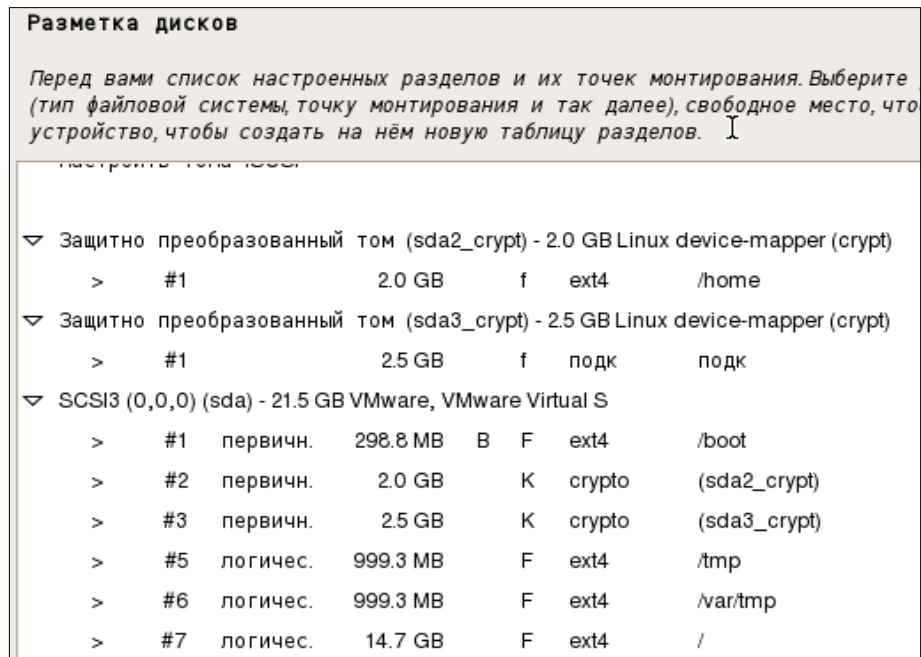 Разметка дисков
Перед вами список настроенных разделов и их точек монтирования. Выберите
(тип файловой системы, точку монтирования и так далее), свободное место, что
устройство, чтобы создать на нём новую таблицу разделов.
Настроить тома iSCSI
▽ Защитно преобразованный том (sda2_crypt) - 2.0 GB Linux device-mapper (crypt)
> #1 2.0 GB f ext4 /home
▽ Защитно преобразованный том (sda3_crypt) - 2.5 GB Linux device-mapper (crypt)
> #1 2.5 GB f подк подк
▽ SCSI3 (0,0,0) (sda) - 21.5 GB VMware, VMware Virtual S
> #1 первичн. 298.8 MB B F ext4 /boot
> #2 первичн. 2.0 GB K crypto (sda2_crypt)
> #3 первичн. 2.5 GB K crypto (sda3_crypt)
> #5 логичес. 999.3 MB F ext4 /tmp
> #6 логичес. 999.3 MB F ext4 /var/tmp
> #7 логичес. 14.7 GB F ext4 /